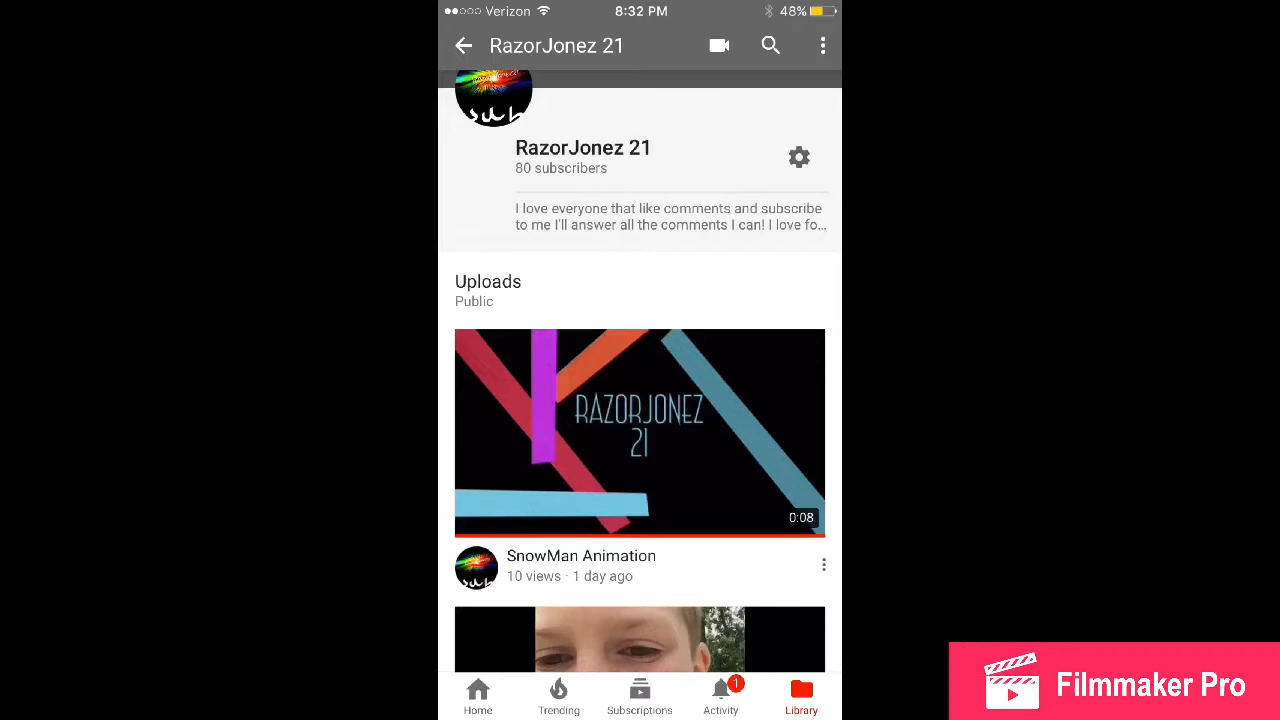 Verizon 8:32 PM 48%
RazorJonez 21
sub
RazorJonez 21
80 subscribers
I love everyone that like comments and subscribe
to me I'll answer all the comments I can! I love fo...
Uploads
Public
RAZORJONEZ
21
0:08
SnowMan Animation
10 views · 1 day ago
sub
1
Home Trending Subscriptions Activity Library
Filmmaker Pro